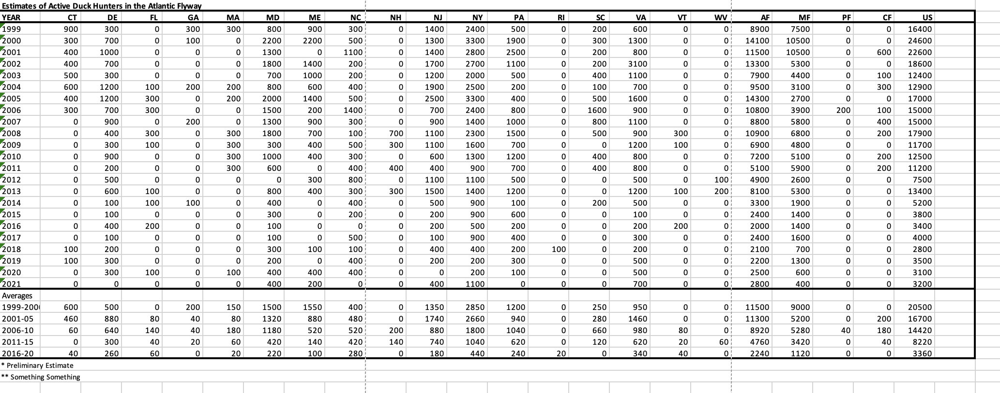 Estimates of Active Duck Hunters in the Atlantic Flyway
YEAR CT DE FL GA MA MD ME NC NH NJ NY PA RI SC VA VT WV AF MF PF CF US
1999 900 300 0 300 300 800 900 300 0 1400 2400 500 0 200 600 0 0 8900 7500 0 0 16400
2000 300 700 0 100 0 2200 2200 500 0 1300 3300 1900 0 300 1300 0 0 14100 10500 0 0 24600
2001 400 1000 0 0 0 1300 0 1100 0 1400 2800 2500 0 200 800 0 0 11500 10500 0 600 22600
2002 400 700 0 0 0 1800 1400 200 0 1700 2700 1100 0 200 3100 0 0 13300 5300 0 0 18600
2003 500 300 0 0 0 700 1000 200 0 1200 2000 500 0 400 1100 0 0 7900 4400 0 100 12400
2004 600 1200 100 200 200 800 600 400 0 1900 2500 200 0 100 700 0 0 9500 3100 0 300 12900
2005 400 1200 300 0 200 2000 1400 500 0 2500 3300 400 0 500 1600 0 0 14300 2700 0 0 17000
2006 300 700 300 0 0 1500 200 1400 0 700 2400 800 0 1600 900 0 0 10800 3900 200 100 15000
2007 0 900 0 200 0 1300 900 300 0 900 1400 1000 0 800 1100 0 0 8800 5800 0 400 15000
2008 0 400 300 0 300 1800 700 100 700 1100 2300 1500 0 500 900 300 0 10900 6800 0 200 17900
2009 0 300 100 0 300 300 400 500 300 1100 1600 700 0 0 1200 100 0 6900 4800 0 0 11700
2010 0 900 0 0 300 1000 400 300 0 600 1300 1200 0 400 800 0 0 7200 5100 0 200 12500
2011 0 200 0 0 300 600 0 400 400 400 900 700 0 400 800 0 0 5100 5900 0 200 11200
2012 0 500 0 0 0 0 300 800 0 1100 1100 500 0 0 500 0 100 4900 2600 0 0 7500
2013 0 600 100 0 0 800 400 300 300 1500 1400 1200 0 0 1200 100 200 8100 5300 0 0 13400
2014 0 100 100 100 0 400 0 400 0 500 900 100 0 200 500 0 0 3300 1900 0 0 5200
2015 0 100 0 0 0 300 0 200 0 200 900 600 0 0 100 0 0 2400 1400 0 0 3800
2016 0 400 200 0 0 100 0 0 0 200 500 200 0 0 200 200 0 2000 1400 0 0 3400
2017 0 100 0 0 0 100 0 500 0 100 900 400 0 0 300 0 0 2400 1600 0 0 4000
2018 100 200 0 0 0 300 100 100 0 400 400 200 100 0 200 0 0 2100 700 0 0 2800
2019 100 300 0 0 0 200 0 400 0 200 200 300 0 0 500 0 0 2200 1300 0 0 3500
2020 0 300 100 0 100 400 400 400 0 0 200 100 0 0 500 0 0 2500 600 0 0 3100
2021 0 0 0 0 0 400 200 0 0 400 1100 0 0 0 700 0 0 2800 400 0 0 3200
Averages
1999-200 600 500 0 200 150 1500 1550 400 0 1350 2850 1200 0 250 950 0 0 11500 9000 0 0 20500
2001-05 460 880 80 40 80 1320 880 480 0 1740 2660 940 0 280 1460 0 0 11300 5200 0 200 16700
2006-10 60 640 140 40 180 1180 520 520 200 880 1800 1040 0 660 980 80 0 8920 5280 40 180 14420
2011-15 0 300 40 20 60 420 140 420 140 740 1040 620 0 120 620 20 60 4760 3420 0 40 8220
2016-20 40 260 60 0 20 220 100 280 0 180 440 240 20 0 340 40 0 2240 1120 0 0 3360
* Preliminary Estimate
** Something Something